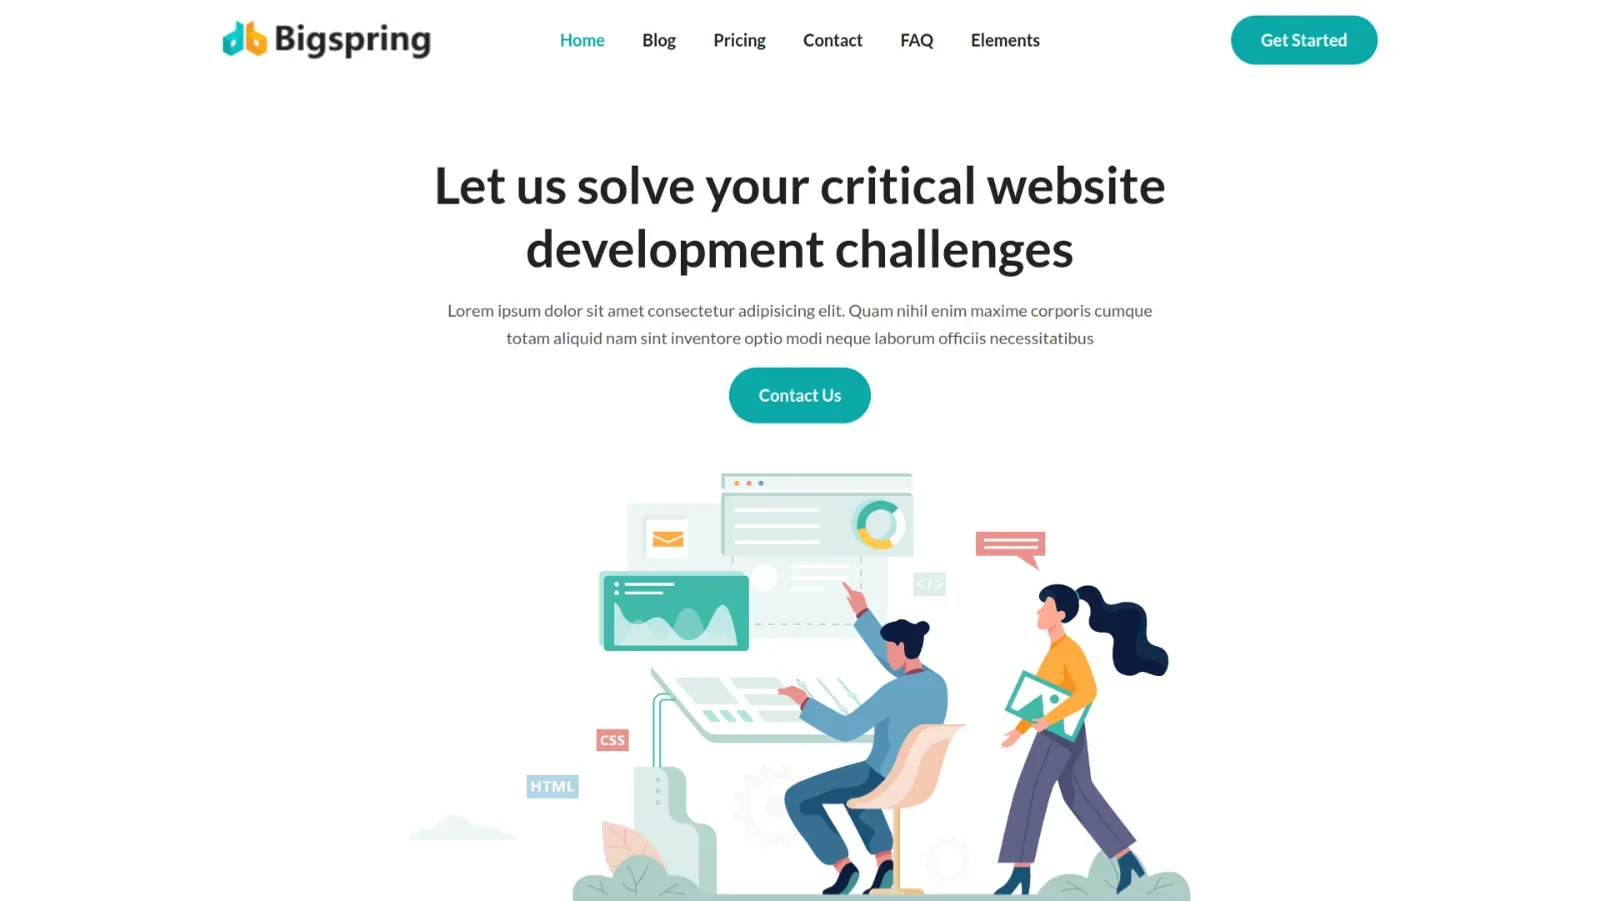 Bigspring
Home Blog Pricing Contact FAQ Elements
Get Started
Let us solve your critical website
development challenges
Lorem ipsum dolor sit amet consectetur adipisicing elit. Quam nihil enim maxime corporis cumque
totam aliquid nam sint inventore optio modi neque laborum officiis necessitatibus
Contact Us
</>
CSS
HTML